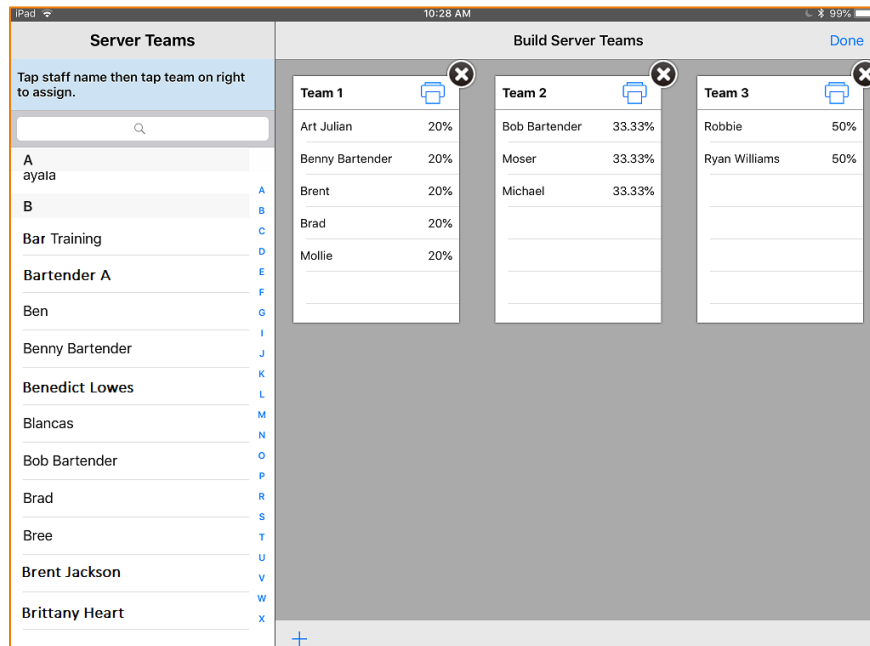 iPad 10:28 AM 99%
Server Teams
Build Server Teams
Done
Tap staff name then tap team on right
to assign.
A
ayala
B
Bar Training
Bartender A
Ben
Benny Bartender
Benedict Lowes
Blancas
Bob Bartender
Brad
Bree
Brent Jackson
Brittany Heart
A
B
C
D
E
F
G
I
J
K
L
M
N
O
P
R
S
T
U
V
W
X
Team 1
Art Julian 20%
Benny Bartender 20%
Brent 20%
Brad 20%
Mollie 20%
Team 2
Bob Bartender 33.33%
Moser 33.33%
Michael 33.33%
Team 3
Robbie 50%
Ryan Williams 50%